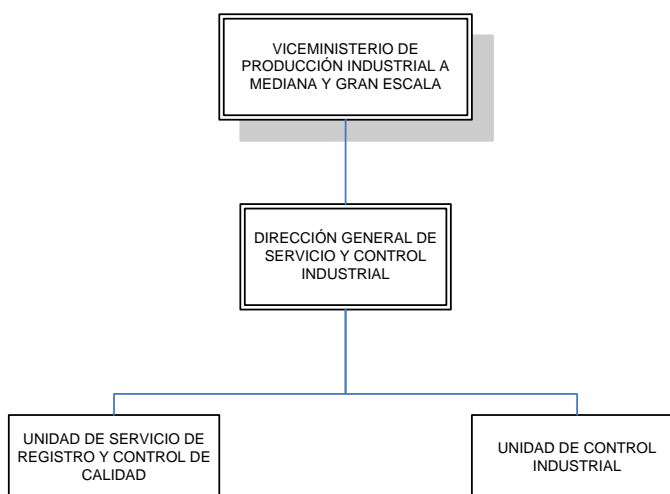 VICEMINISTERIO DE
PRODUCCIÓN INDUSTRIAL A
MEDIANA Y GRAN ESCALA
DIRECCIÓN GENERAL DE
SERVICIO Y CONTROL
INDUSTRIAL
UNIDAD DE SERVICIO DE
REGISTRO Y CONTROL DE
CALIDAD
UNIDAD DE CONTROL
INDUSTRIAL